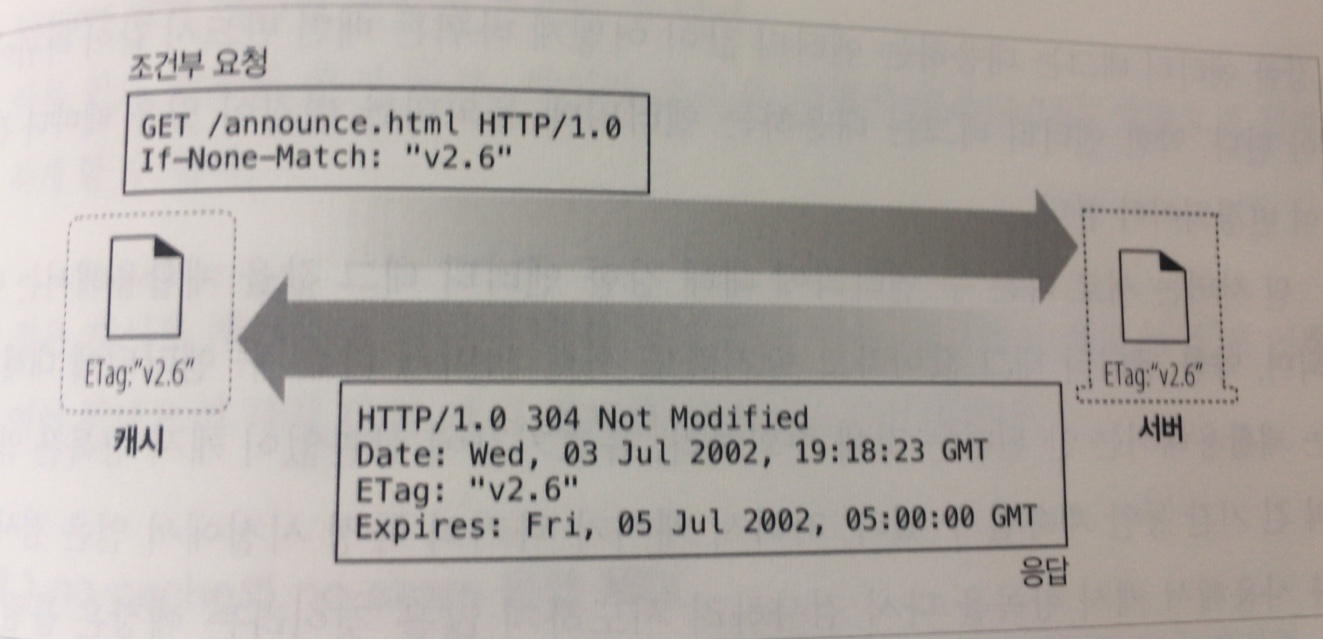 조건부 요청
GET /announce.html HTTP/1.0
If-None-Match: "v2.6"
ETag:“v2.6”
캐시
ETag:“v2.6”
서버
HTTP/1.0 304 Not Modified
Date: Wed, 03 Jul 2002, 19:18:23 GMT
ETag: "v2.6"
Expires: Fri, 05 Jul 2002, 05:00:00 GMT
응답